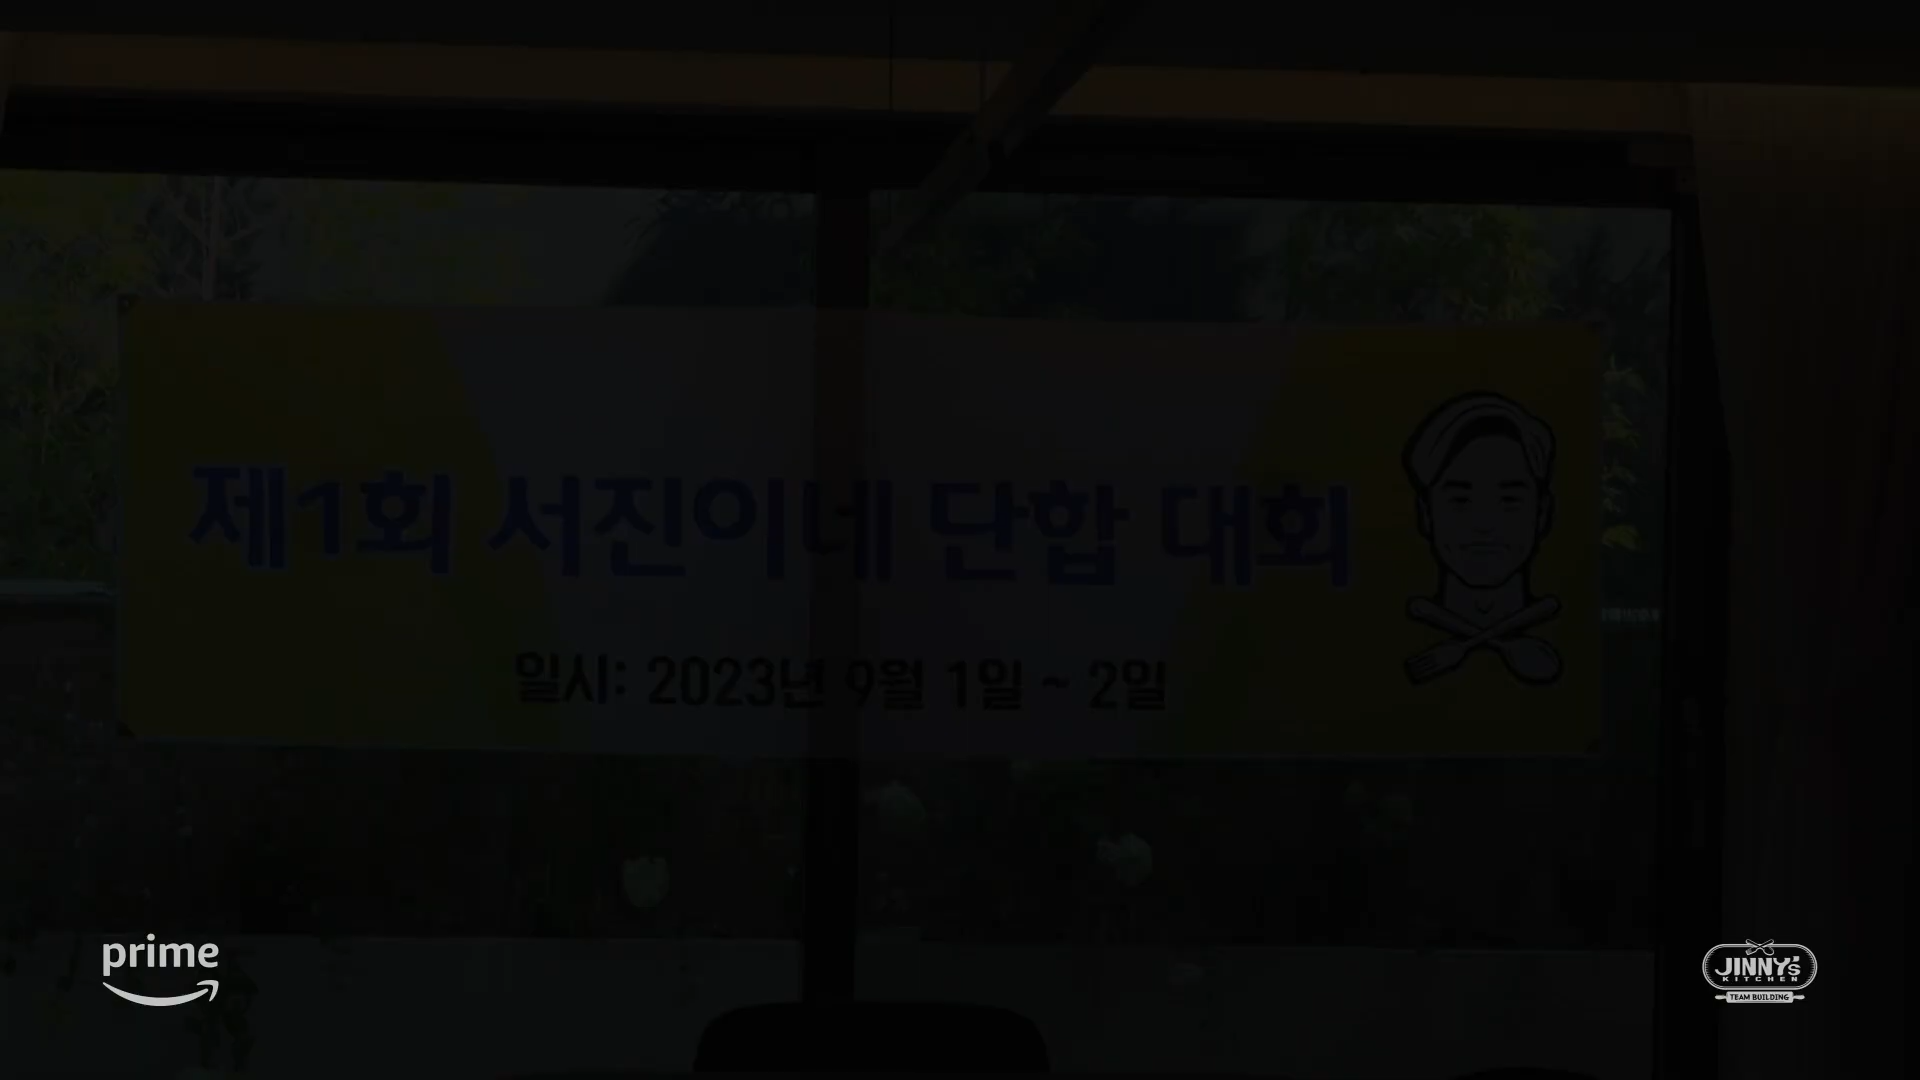 제1회 서진이네 단합 대회
일시: 2023년 9월 1일 ~ 2일
prime
JINNY's
KITCHEN
TEAM BUILDING